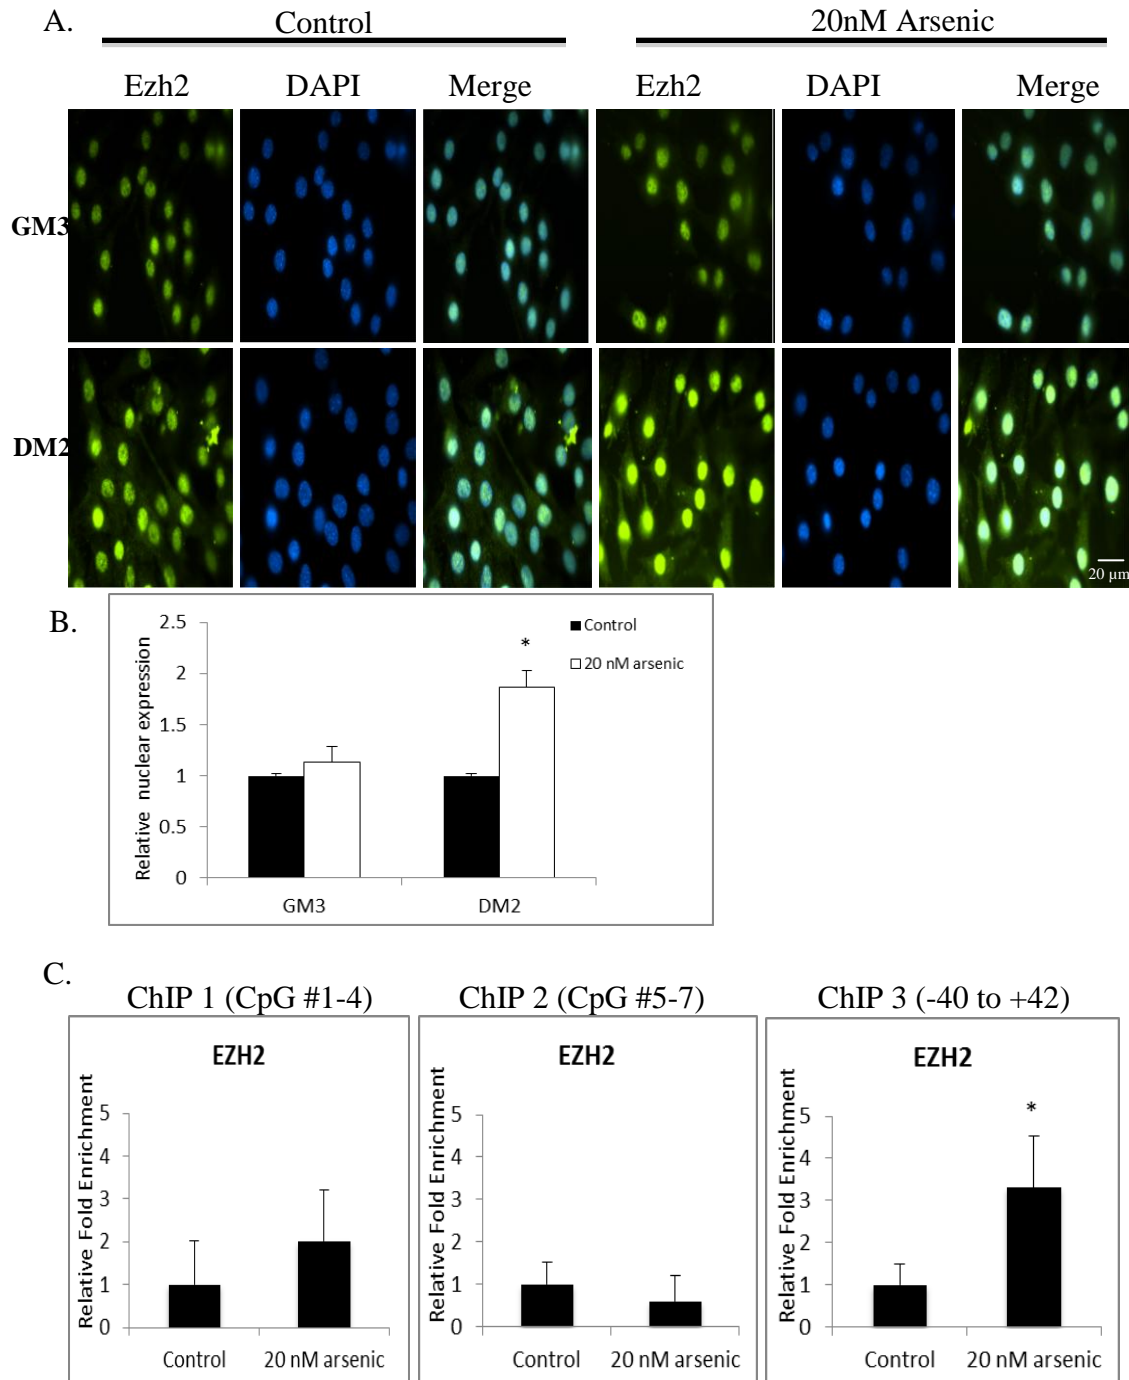 A.
Control
20nM Arsenic
Ezh2 DAPI Merge Ezh2 DAPI Merge
GM3
DM2
20 µm
B.
Relative nuclear expression
2.5
2
1.5
1
0.5
0
*
Control
20 nM arsenic
GM3 DM2
C.
ChIP 1 (CpG #1-4)
EZH2
Relative Fold Enrichment
5
4
3
2
1
0
Control 20 nM arsenic
ChIP 2 (CpG #5-7)
EZH2
Relative Fold Enrichment
5
4
3
2
1
0
Control 20 nM arsenic
ChIP 3 (-40 to +42)
EZH2
Relative Fold Enrichment
5
4
3
2
1
0
*
Control 20 nM arsenic